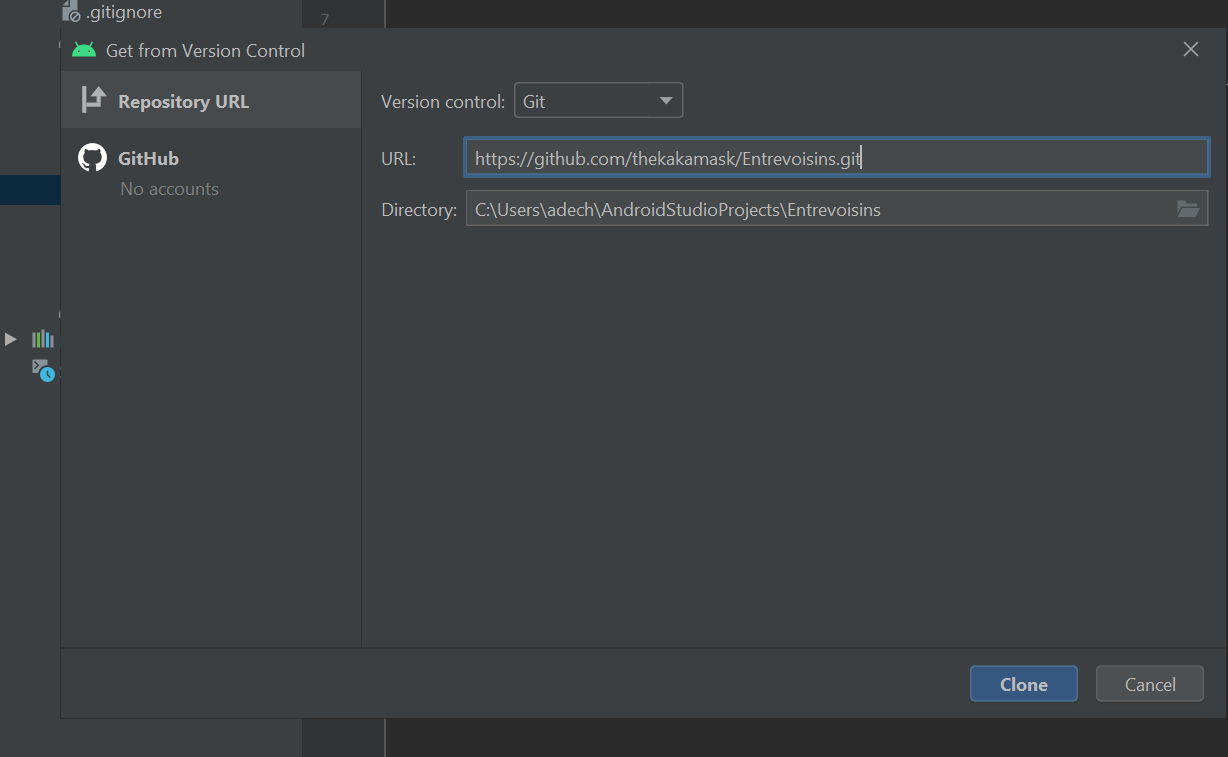 .gitignore
7
Get from Version Control
Repository URL
Version control: Git
GitHub
No accounts
URL: https://github.com/thekakamask/Entrevoisins.git
Directory: C:\Users\adech\AndroidStudioProjects\Entrevoisins
Clone
Cancel